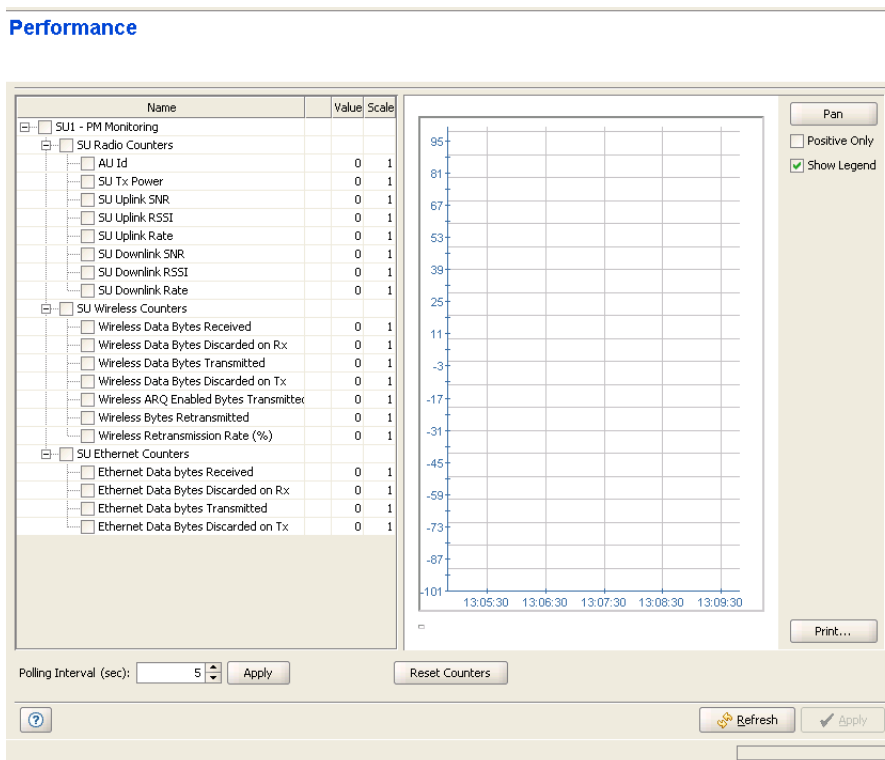 Performance
Name Value Scale
SU1 - PM Monitoring
SU Radio Counters
AU Id 0 1
SU Tx Power 0 1
SU Uplink SNR 0 1
SU Uplink RSSI 0 1
SU Uplink Rate 0 1
SU Downlink SNR 0 1
SU Downlink RSSI 0 1
SU Downlink Rate 0 1
SU Wireless Counters
Wireless Data Bytes Received 0 1
Wireless Data Bytes Discarded on Rx 0 1
Wireless Data Bytes Transmitted 0 1
Wireless Data Bytes Discarded on Tx 0 1
Wireless ARQ Enabled Bytes Transmitted 0 1
Wireless Bytes Retransmitted 0 1
Wireless Retransmission Rate (%) 0 1
SU Ethernet Counters
Ethernet Data bytes Received 0 1
Ethernet Data Bytes Discarded on Rx 0 1
Ethernet Data bytes Transmitted 0 1
Ethernet Data Bytes Discarded on Tx 0 1
95
81
67
53
39
25
11
-3
-17
-31
-45
-59
-73
-87
-101
13:05:30 13:06:30 13:07:30 13:08:30 13:09:30
Pan
Positive Only
Show Legend
Print...
Polling Interval (sec): 5 Apply Reset Counters
? Refresh Apply